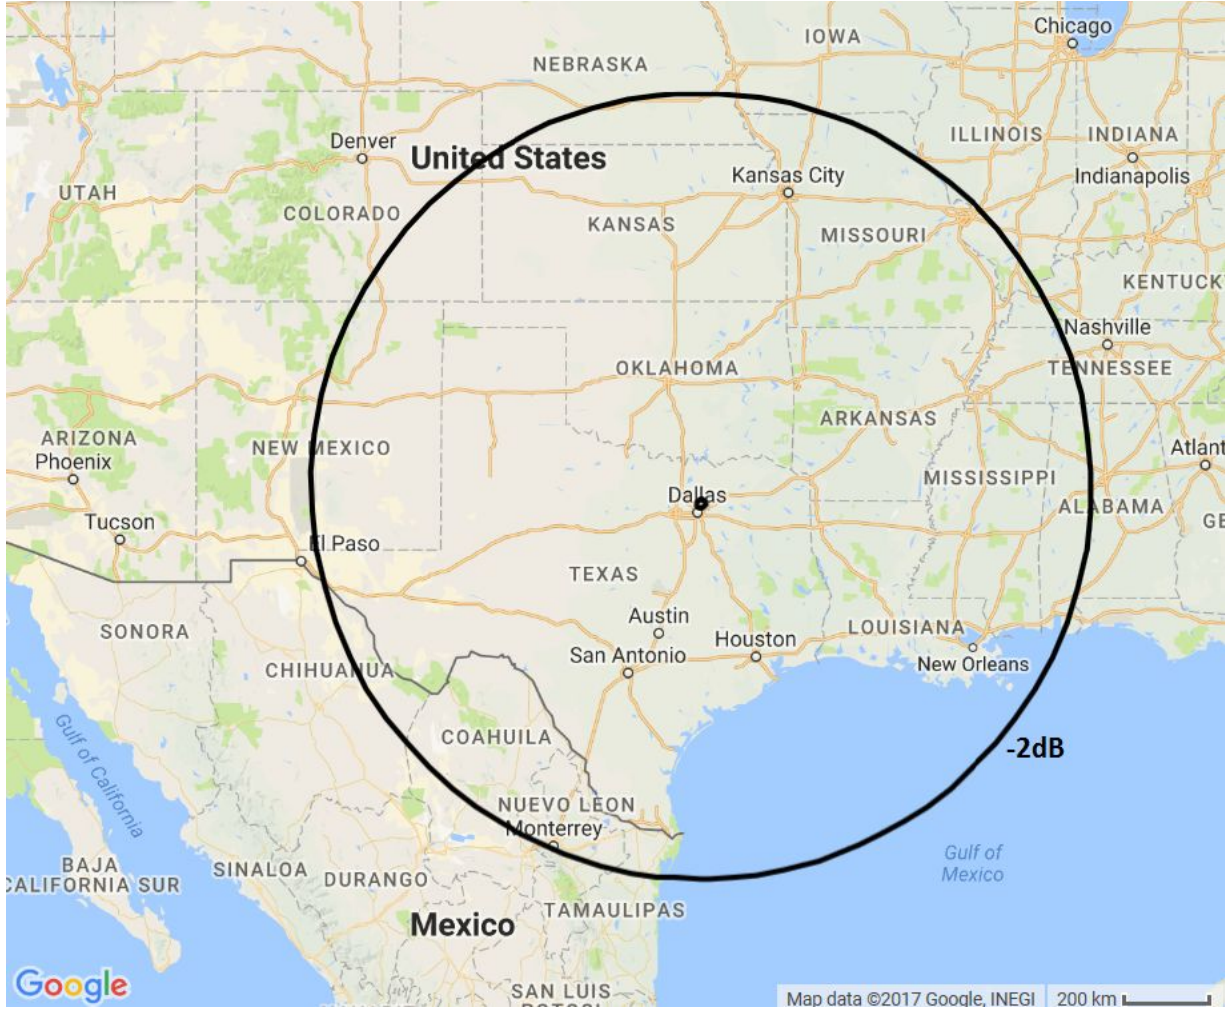 Chicago
IOWA
NEBRASKA
ILLINOIS
INDIANA
Denver
United States
Kansas City
Indianapolis
UTAH
COLORADO
KANSAS
MISSOURI
KENTUCK
Nashville
OKLAHOMA
TENNESSEE
ARKANSAS
ARIZONA
NEW MEXICO
Atlant
Phoenix
MISSISSIPPI
Dallas
ALABAMA
Tucson
GE
El Paso
TEXAS
Austin
SONORA
LOUISIANA
Houston
San Antonio
New Orleans
CHIHUAHUA
Gulf of California
COAHUILA
-2dB
NUEVO LEON
Monterrey
Gulf of
Mexico
BAJA
CALIFORNIA SUR
SINALOA
DURANGO
TAMAULIPAS
Mexico
Google
SAN LUIS
POTOSI
Map data ©2017 Google, INEGI
200 km